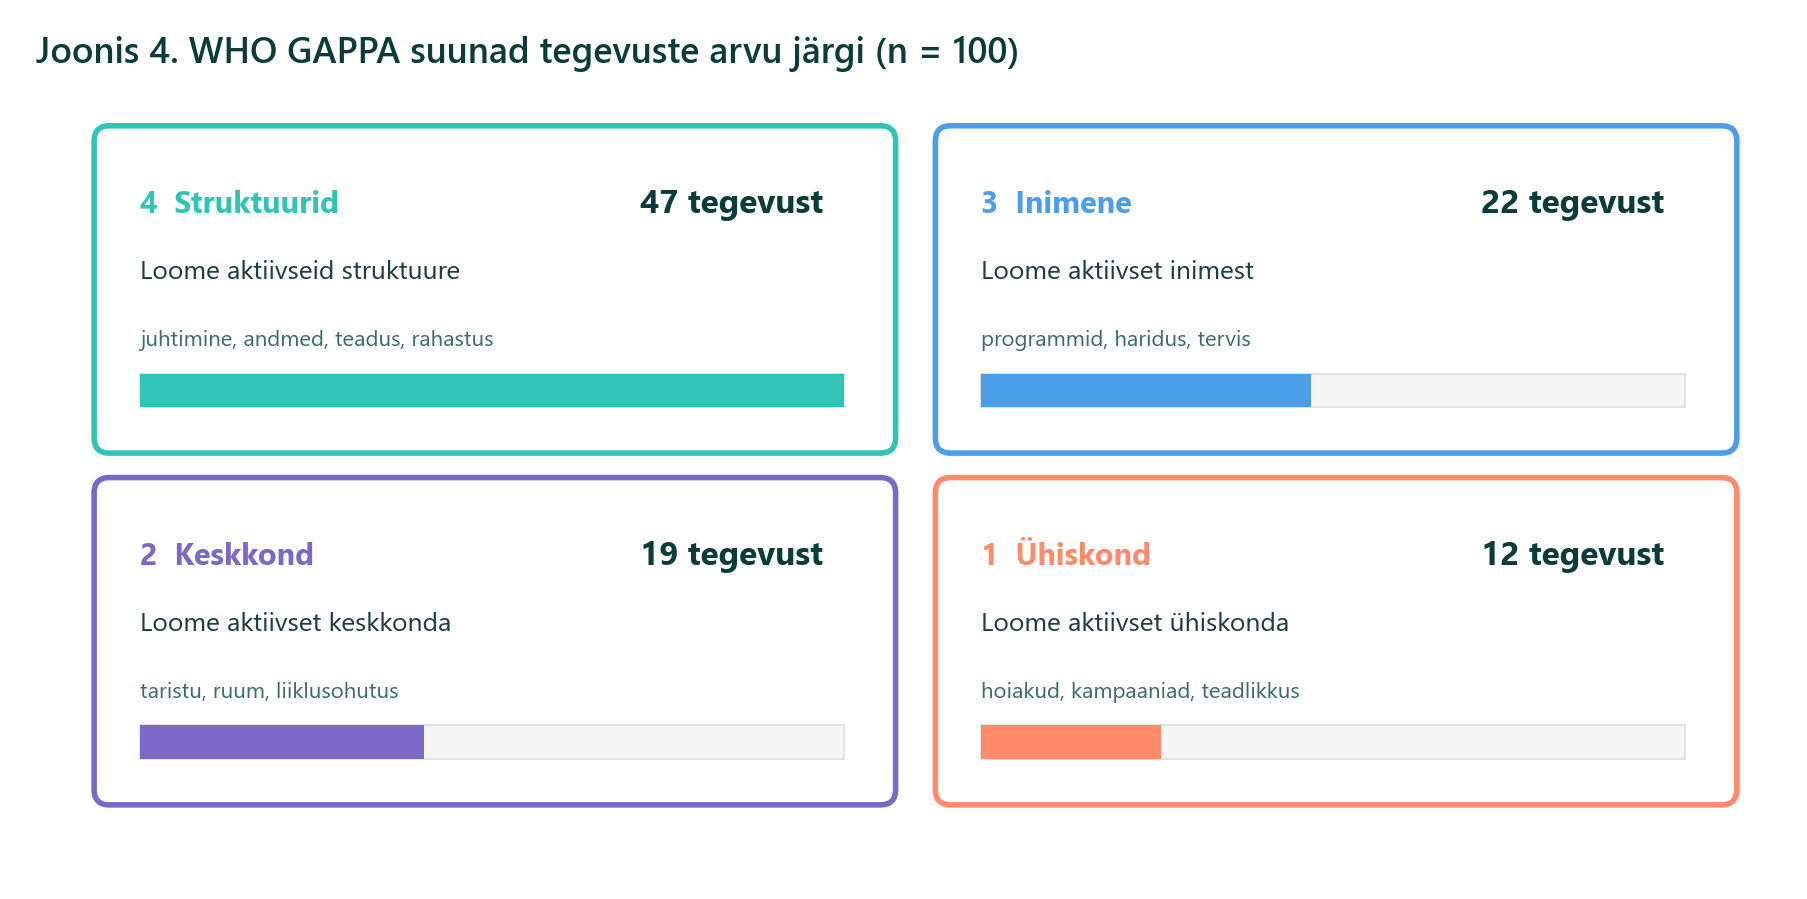 Joonis 4. WHO GAPPA suunad tegevuste arvu järgi (n = 100)
4 Struktuurid 47 tegevust
Loome aktiivseid struktuure
juhtimine, andmed, teadus, rahastus
3 Inimene 22 tegevust
Loome aktiivset inimest
programmid, haridus, tervis
2 Keskkond 19 tegevust
Loome aktiivset keskkonda
taristu, ruum, liiklusohutus
1 Ühiskond 12 tegevust
Loome aktiivset ühiskonda
hoiakud, kampaaniad, teadlikkus